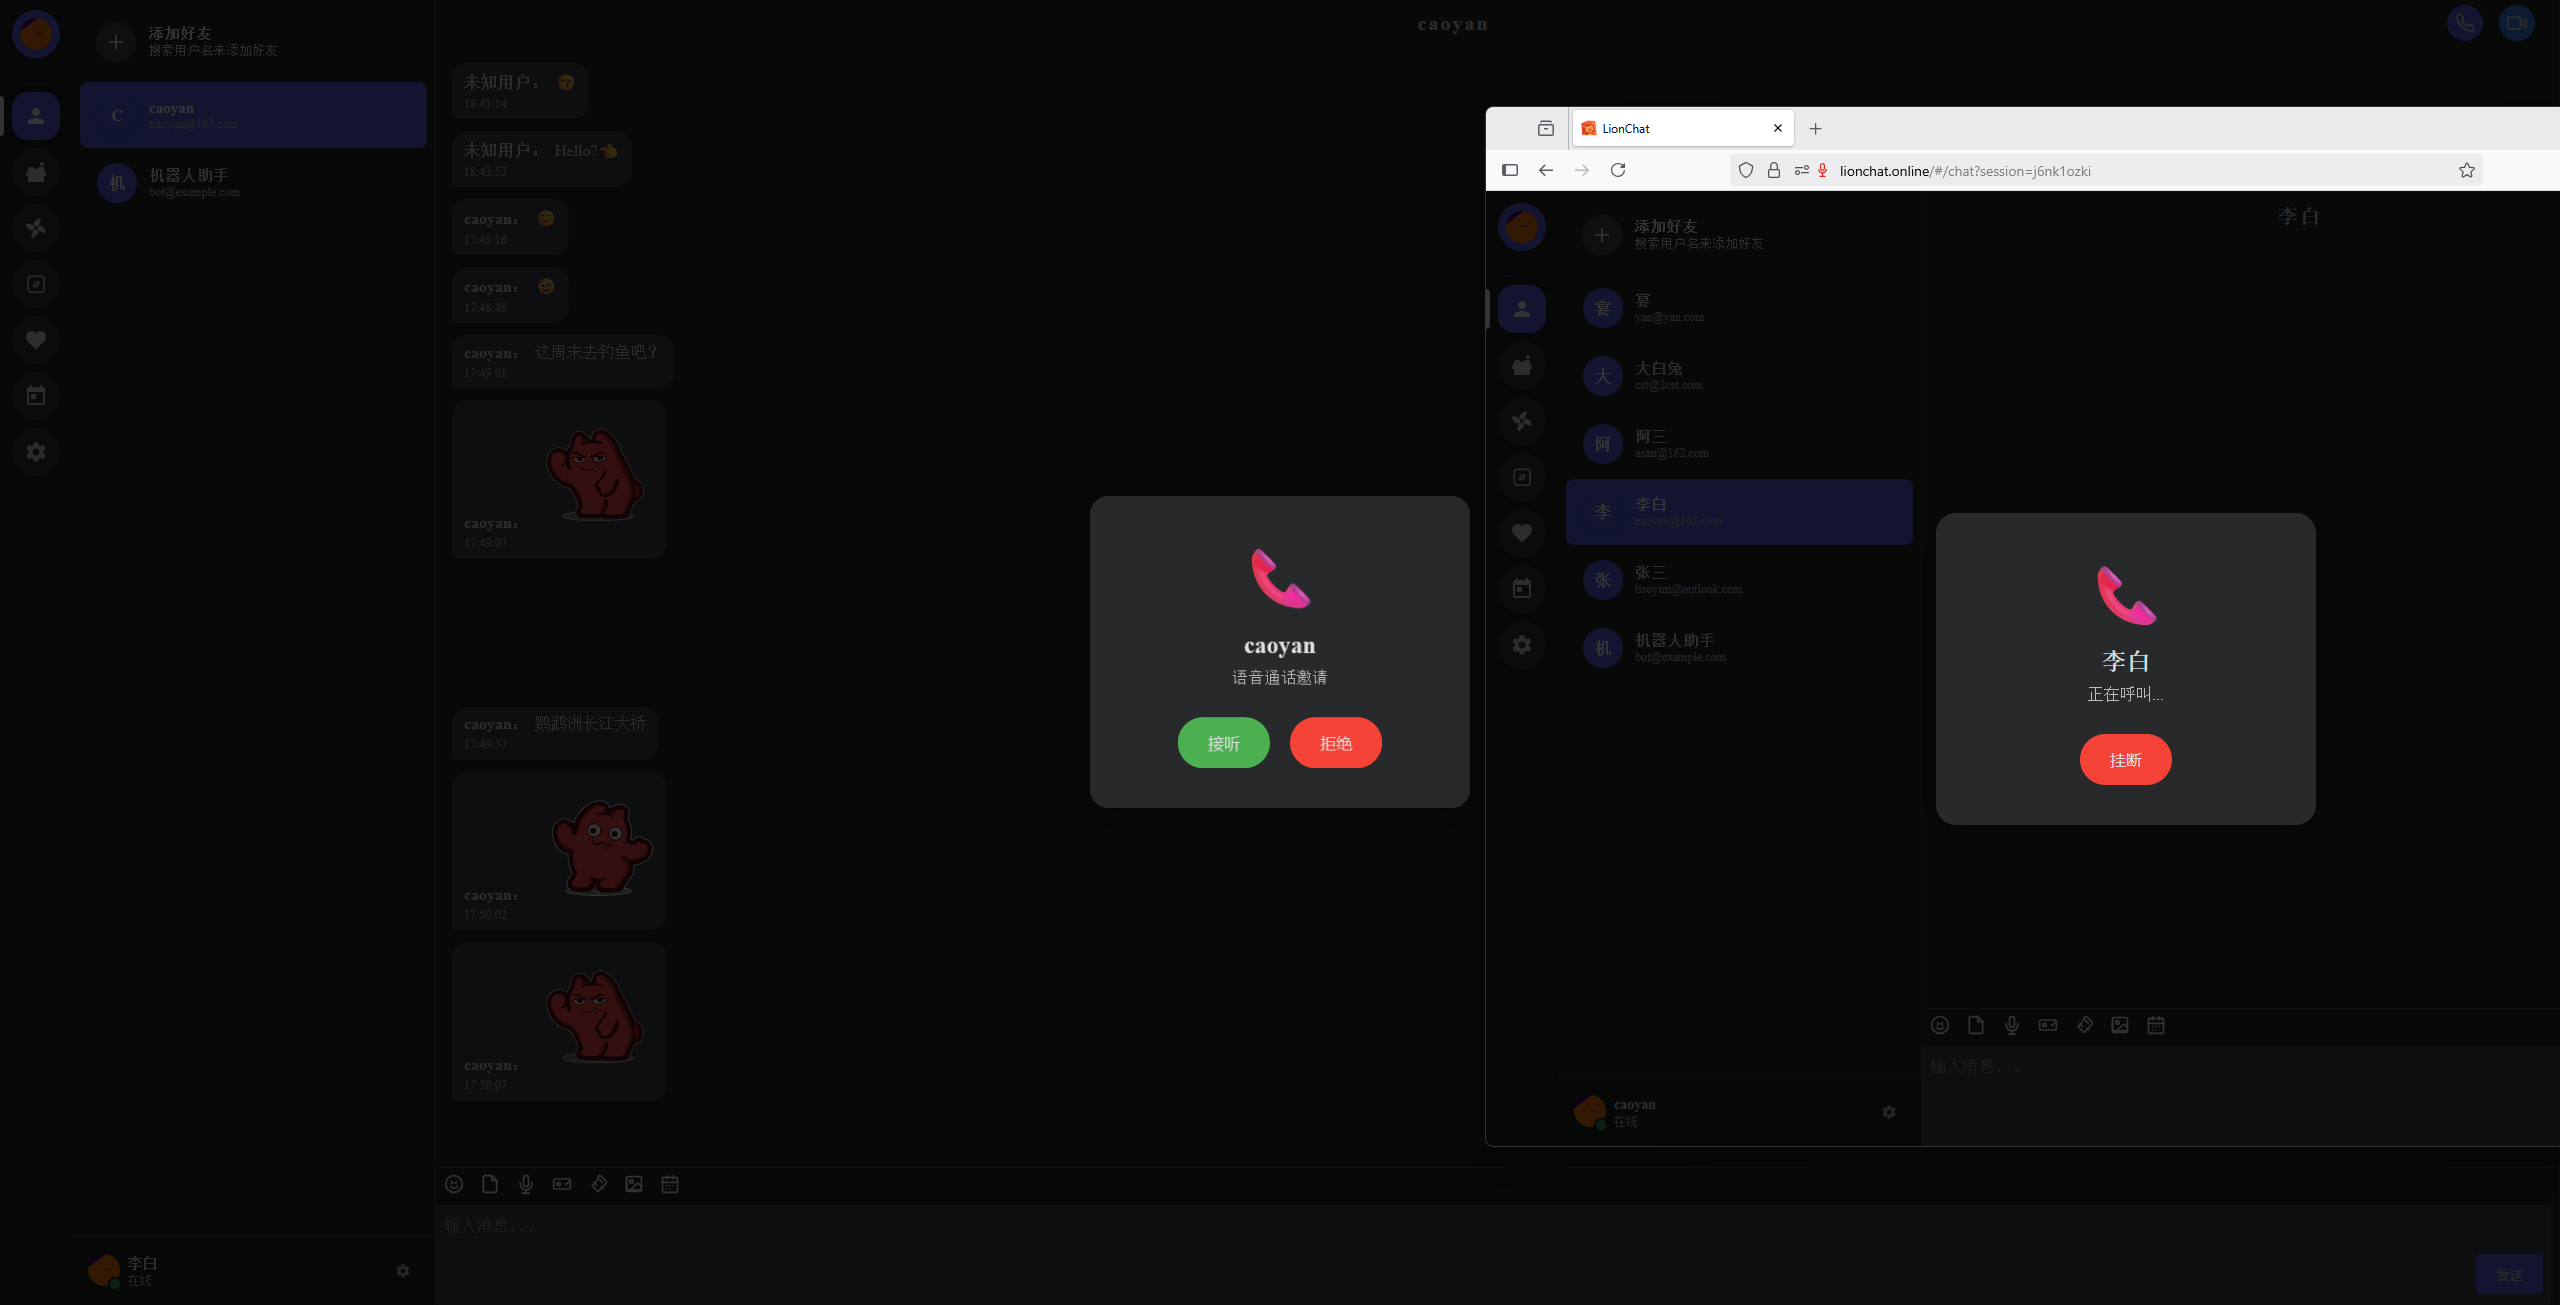 添加好友
搜索用户名来添加好友
C
caoyan
tisoyim@163.com
机
机器人助手
bot@example.com
李白
在线
caoyan
未知用户： 😙
18:41:14
未知用户： Hello?👈
18:43:53
caoyan： 😄
17:48:16
caoyan：
17:48:48
caoyan： 这周末去钓鱼吧？
17:49:01
caoyan：
17:49:07
caoyan： 鹦鹉洲长江大桥
17:49:57
caoyan：
17:50:02
caoyan：
17:50:07
输入消息...
发送
caoyan
语音通话邀请
接听
拒绝
LionChat
lionchat.online/#/chat?session=j6nk1ozki
添加好友
搜索用户名来添加好友
宴
宴
yan@yan.com
大
大白兔
cst@2cst.com
阿
阿三
asan@162.com
李
李白
caoyan@162.com
张
张三
tisoyim@outlook.com
机
机器人助手
bot@example.com
caoyan
在线
李白
李白
正在呼叫...
挂断
输入消息...